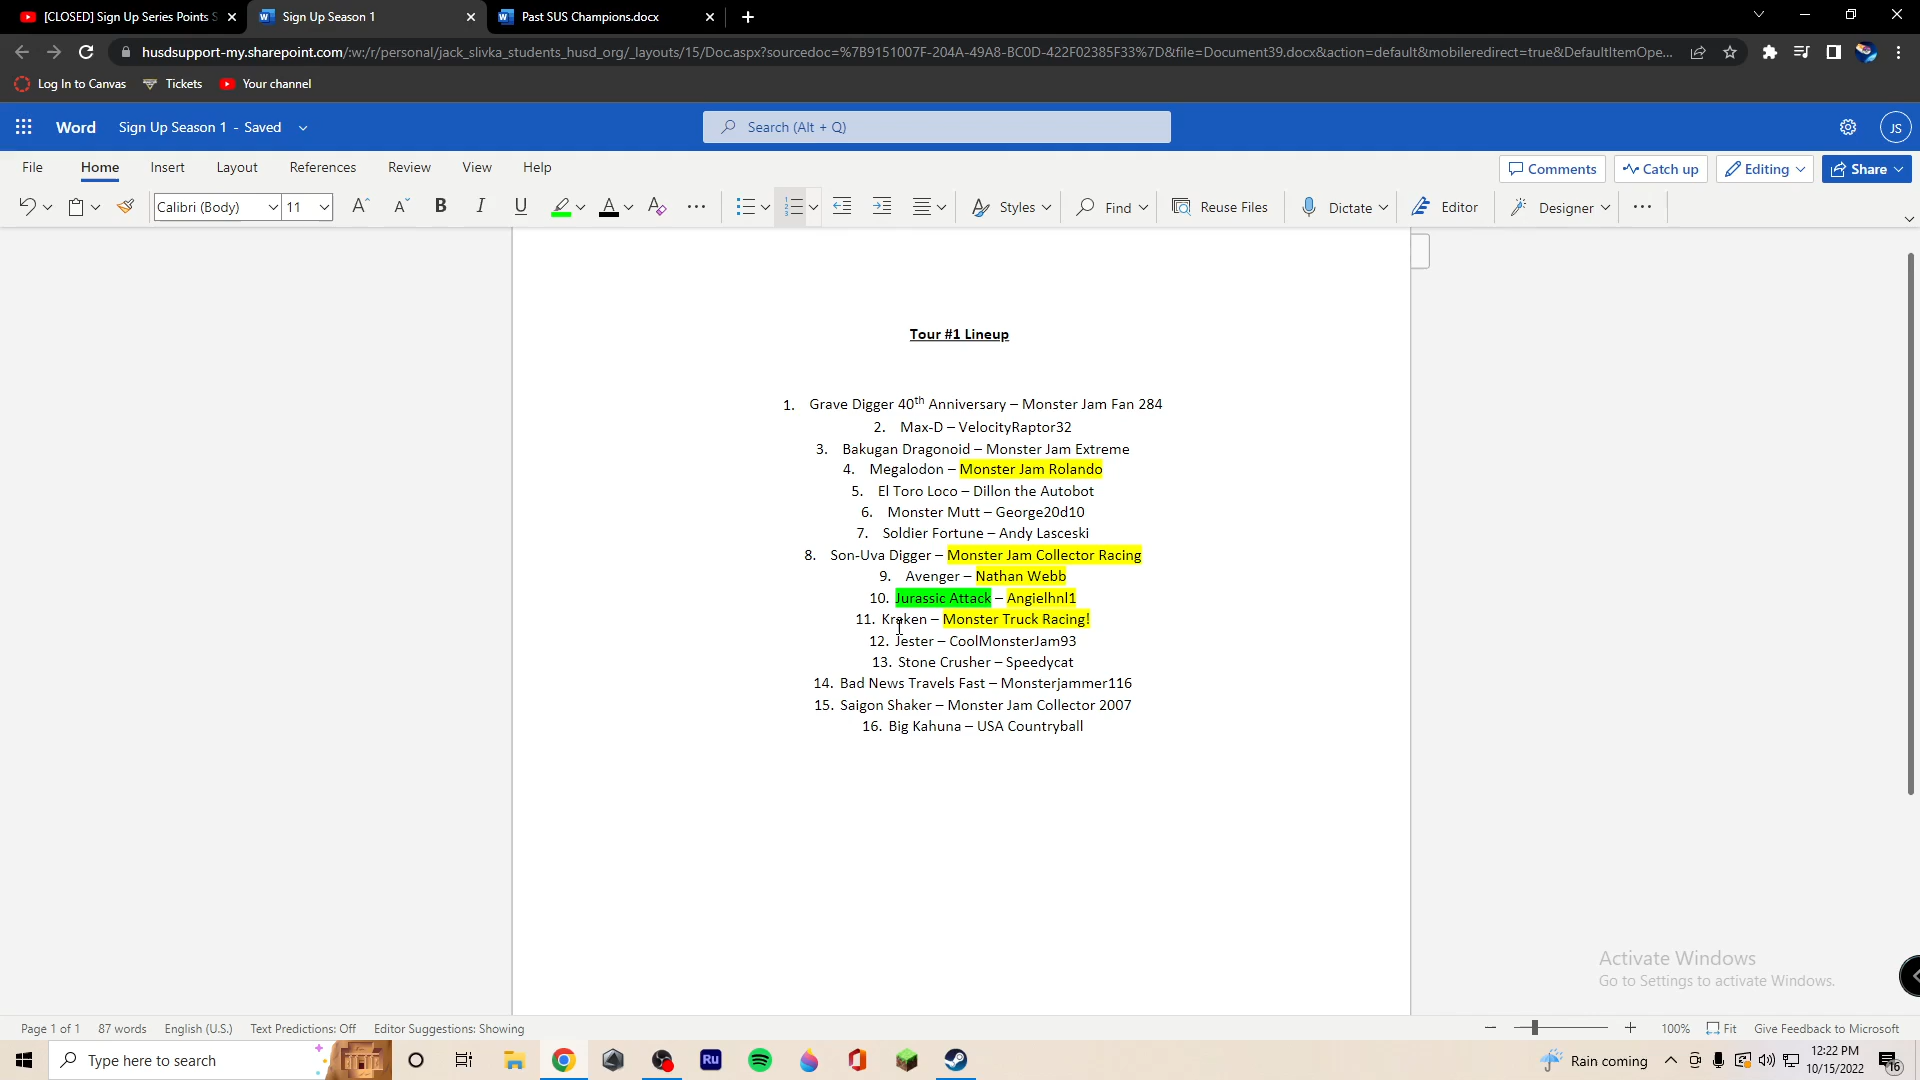 [CLOSED] Sign Up Series Points S
Sign Up Season 1
Past SUS Champions.docx
husdsupport-my.sharepoint.com/:w:/r/personal/jack_slivka_students_husd_org/_layouts/15/Doc.aspx?sourcedoc=%7B9151007F-204A-49A8-BC0D-422F02385F33%7D&file=Document39.docx&action=default&mobileredirect=true&DefaultItemOpe...
Log In to Canvas Tickets Your channel
Word Sign Up Season 1 - Saved Search (Alt + Q) JS
File Home Insert Layout References Review View Help Comments Catch up Editing Share
Calibri (Body) 11 A A B I U A A Styles Find Reuse Files Dictate Editor Designer
Tour #1 Lineup
1. Grave Digger 40th Anniversary – Monster Jam Fan 284
2. Max-D – VelocityRaptor32
3. Bakugan Dragonoid – Monster Jam Extreme
4. Megalodon – Monster Jam Rolando
5. El Toro Loco – Dillon the Autobot
6. Monster Mutt – George20d10
7. Soldier Fortune – Andy Lasceski
8. Son-Uva Digger – Monster Jam Collector Racing
9. Avenger – Nathan Webb
10. Jurassic Attack – Angielhnl1
11. Kraken – Monster Truck Racing!
12. Jester – CoolMonsterJam93
13. Stone Crusher – Speedycat
14. Bad News Travels Fast – Monsterjammer116
15. Saigon Shaker – Monster Jam Collector 2007
16. Big Kahuna – USA Countryball
Activate Windows
Go to Settings to activate Windows.
Page 1 of 1 87 words English (U.S.) Text Predictions: Off Editor Suggestions: Showing 100% Fit Give Feedback to Microsoft
Type here to search Ru Rain coming 12:22 PM
10/15/2022 16